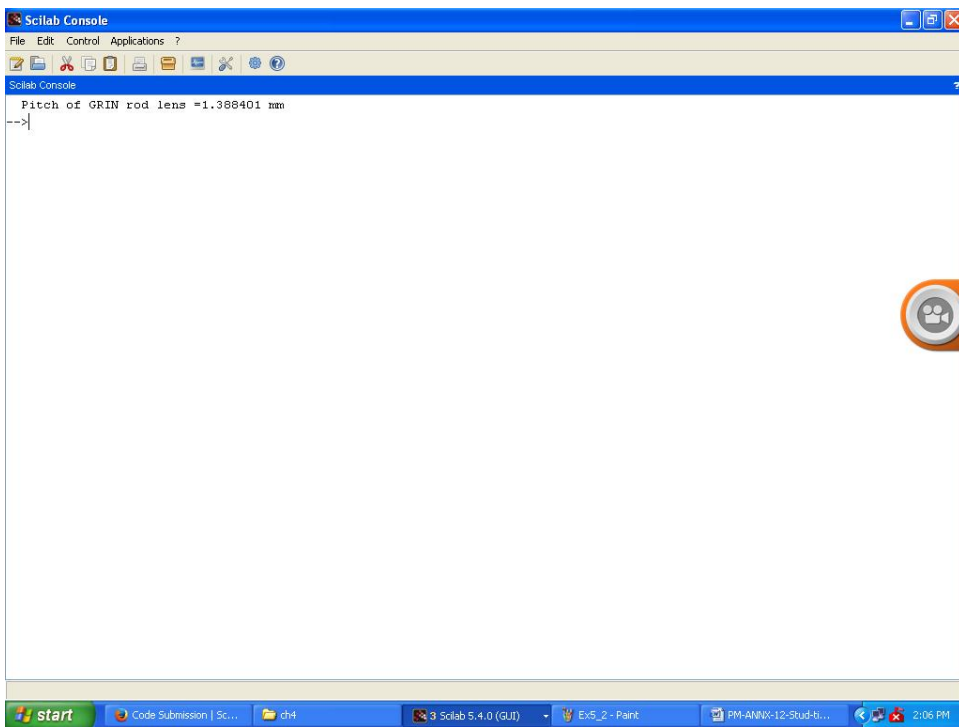 Scilab Console
File Edit Control Applications ?
Scilab Console ?
Pitch of GRIN rod lens =1.388401 mm
-->
start Code Submission | Sc... ch4 3 Scilab 5.4.0 (GUI) Ex5_2 - Paint PM-ANNX-12-Stud-ti... 2:06 PM